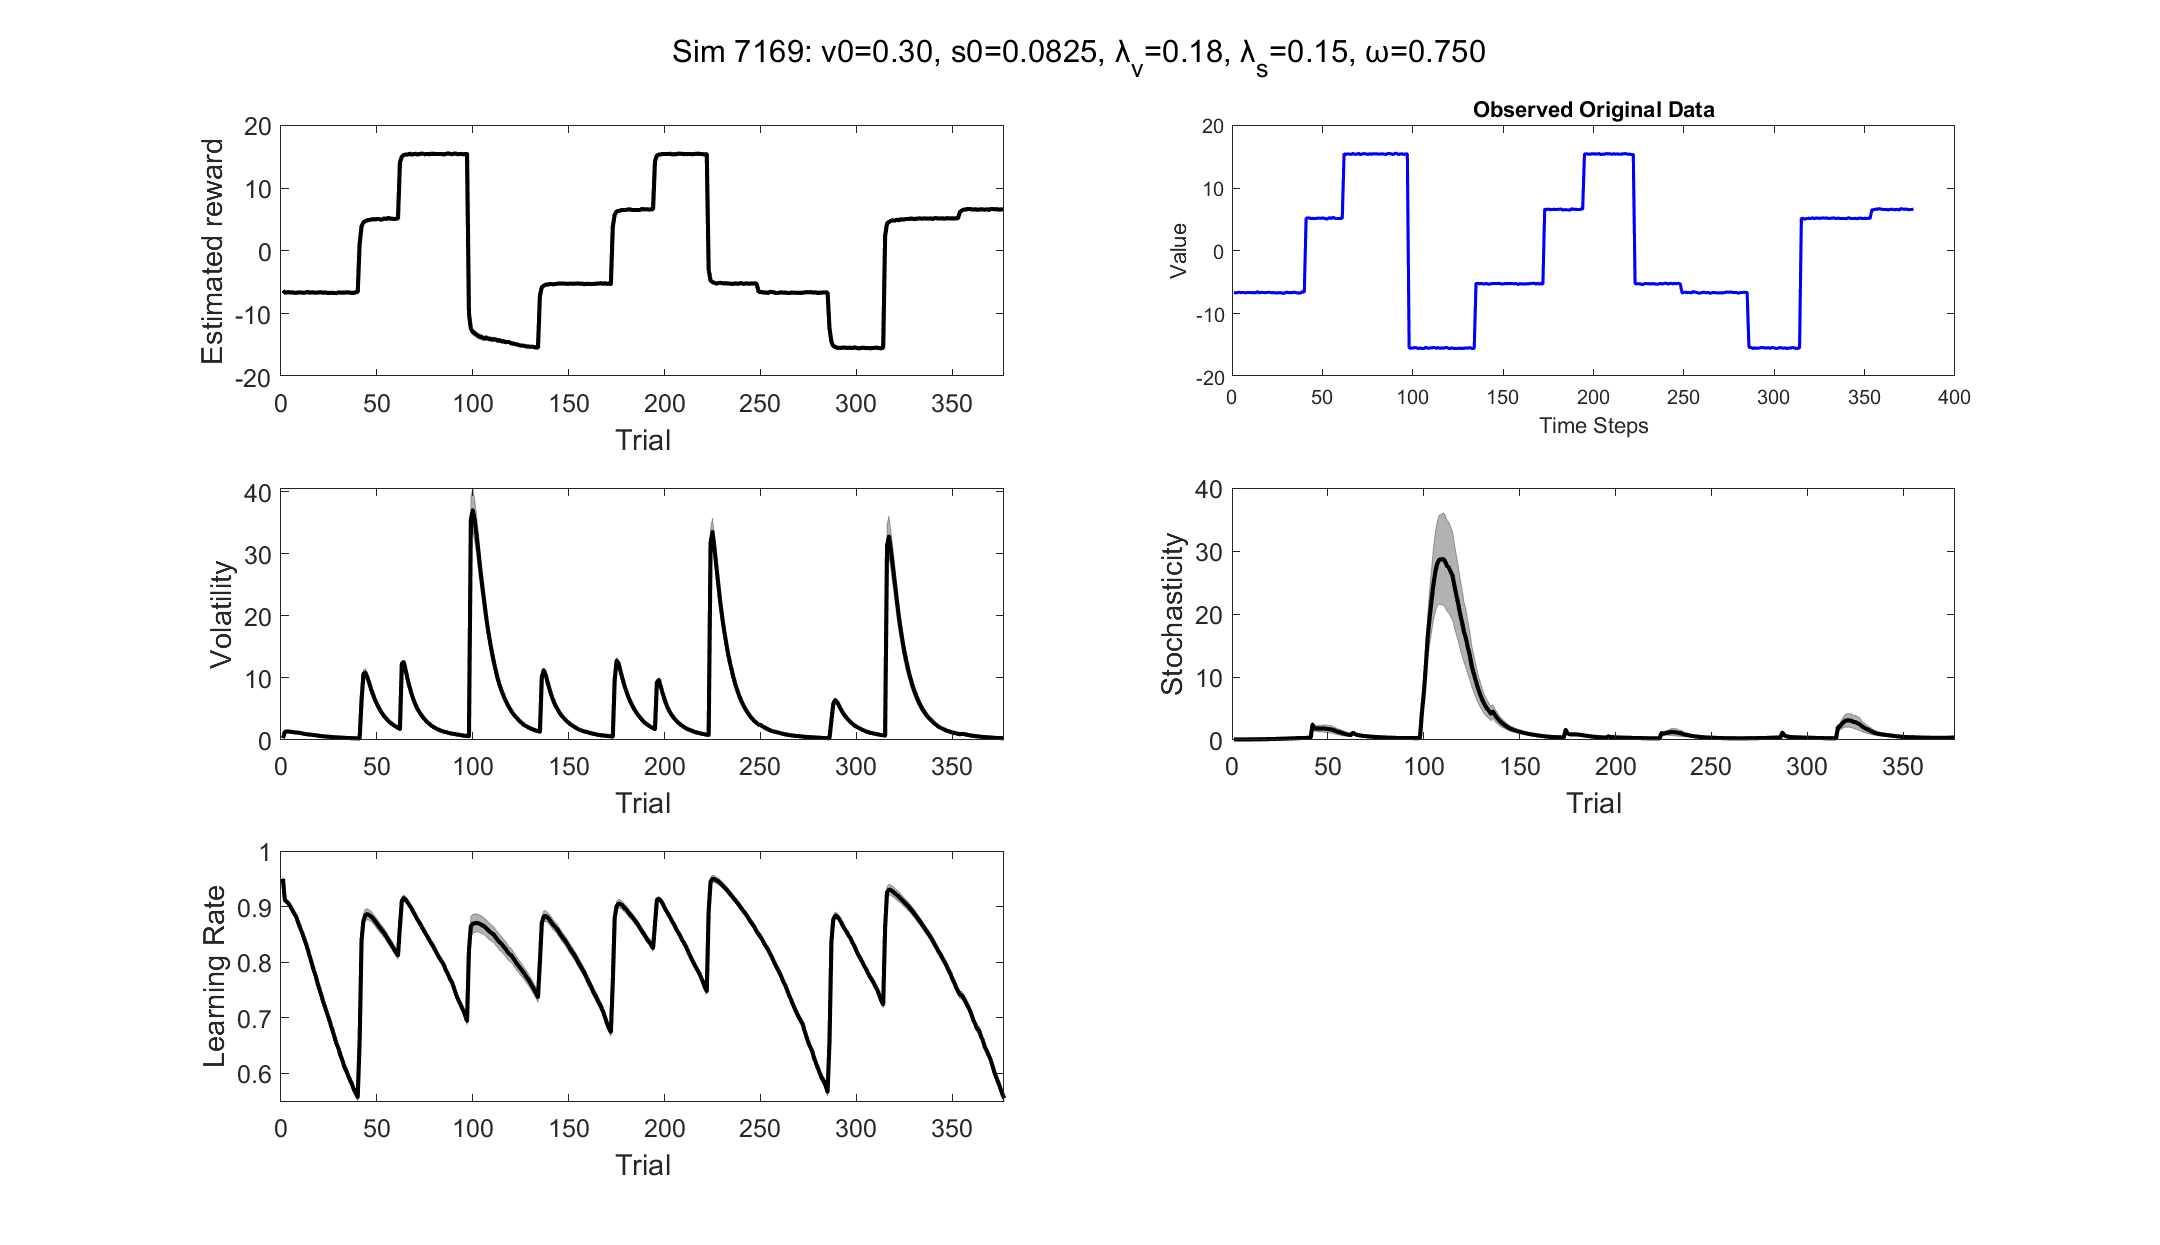 Sim 7169: v0=0.30, s0=0.0825, λ_v=0.18, λ_s=0.15, ω=0.750
Estimated reward
20
10
0
-10
-20
0 50 100 150 200 250 300 350
Trial
Observed Original Data
Value
20
10
0
-10
-20
0 50 100 150 200 250 300 350 400
Time Steps
Volatility
40
30
20
10
0
0 50 100 150 200 250 300 350
Trial
Stochasticity
40
30
20
10
0
0 50 100 150 200 250 300 350
Trial
Learning Rate
1
0.9
0.8
0.7
0.6
0 50 100 150 200 250 300 350
Trial